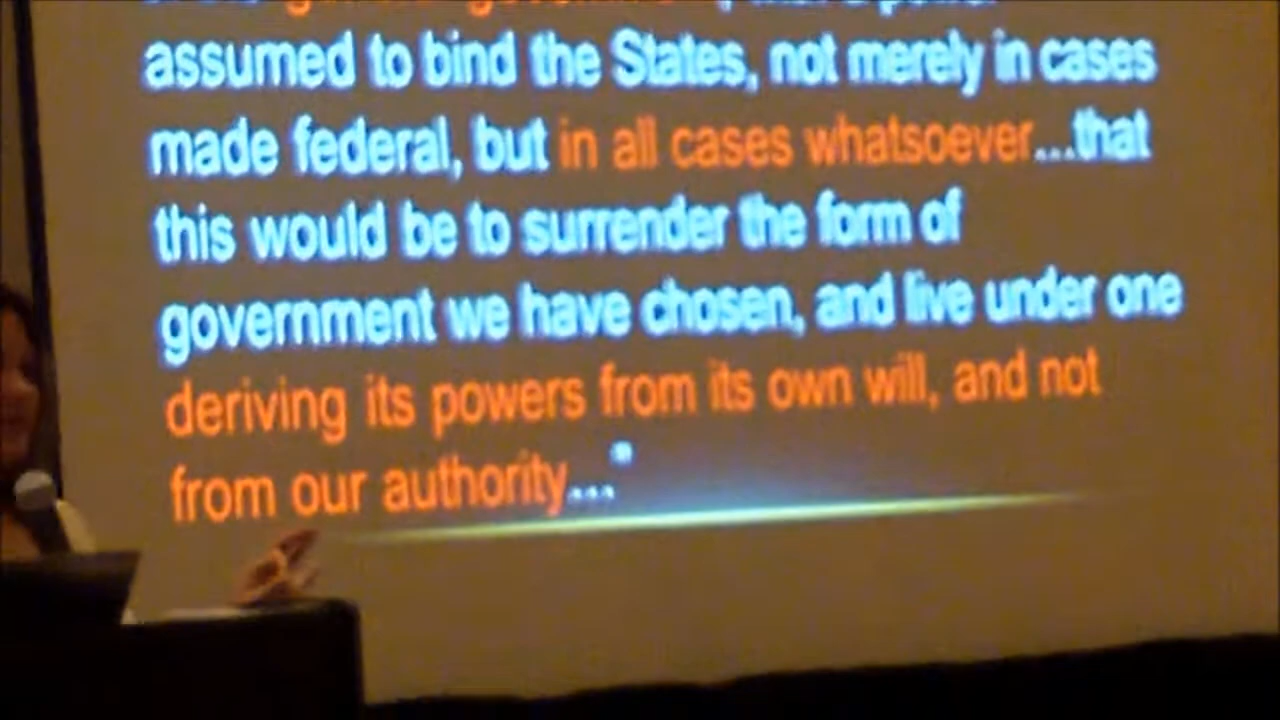 assumed to bind the States, not merely in cases
made federal, but in all cases whatsoever...that
this would be to surrender the form of
government we have chosen, and live under one
deriving its powers from its own will, and not
from our authority..."